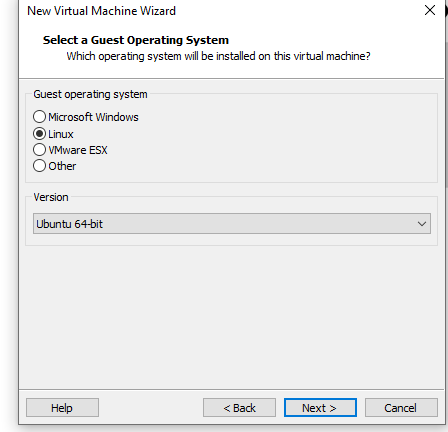 New Virtual Machine Wizard
Select a Guest Operating System
Which operating system will be installed on this virtual machine?
Guest operating system
Microsoft Windows
Linux
VMware ESX
Other
Version
Ubuntu 64-bit
Help
< Back
Next >
Cancel